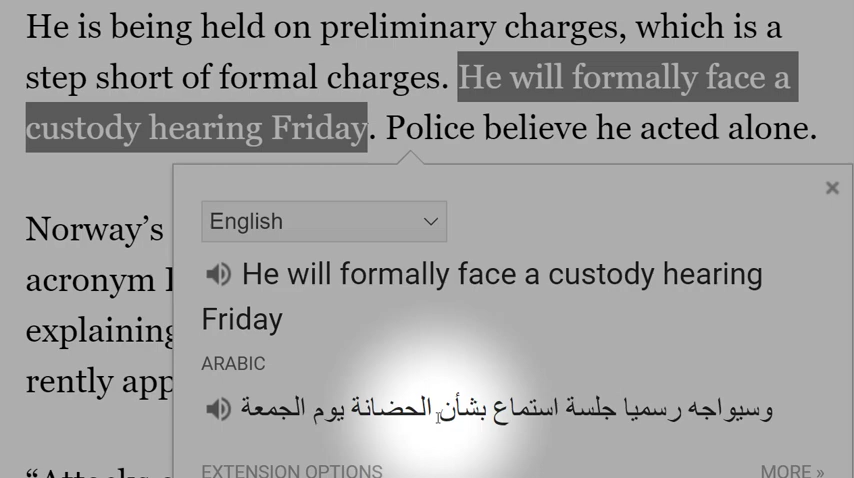 He is being held on preliminary charges, which is a
step short of formal charges. He will formally face a
custody hearing Friday. Police believe he acted alone.
Norway’s
acronym
explaining
rently app
×
English
He will formally face a custody hearing
Friday
ARABIC
وسيواجه رسميا جلسة استماع بشأن الحضانة يوم الجمعة
EXTENSION OPTIONS
MORE »
“Attacks